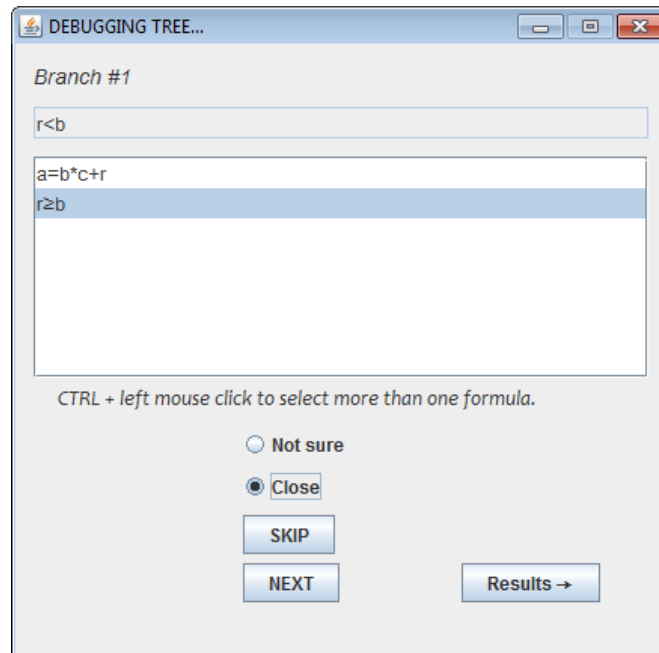 DEBUGGING TREE...
Branch #1
r<b
a=b*c+r
r≥b
CTRL + left mouse click to select more than one formula.
Not sure
Close
SKIP
NEXT
Results→